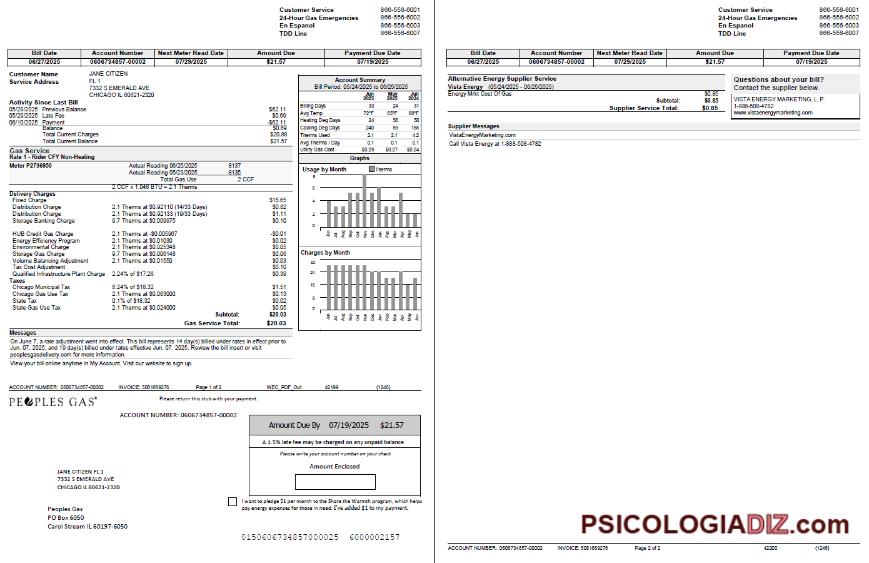 Customer Service 866-556-6001
24-Hour Gas Emergencies 866-556-6002
En Espanol 866-556-6003
TDD Line 866-556-6007
Bill Date Account Number Next Meter Read Date Amount Due Payment Due Date
06/27/2025 0606734857-00002 07/29/2025 $21.57 07/19/2025
Customer Name JANE CITIZEN
Service Address FL 1
7332 S EMERALD AVE
CHICAGO IL 60621-2320
Activity Since Last Bill
05/28/2025 Previous Balance $62.11
05/28/2025 Late Fee $0.69
06/10/2025 Payment -$62.11
Balance $0.69
Total Current Charges $20.88
Total Current Balance $21.57
Gas Service
Rate 1 - Rider CFY Non-Heating
Meter P2736950 Actual Reading 06/25/2025 8137
Actual Reading 05/23/2025 -8135
Total Gas Use 2 CCF
2 CCF x 1.046 BTU = 2.1 Therms
Delivery Charges
Fixed Charge $15.65
Distribution Charge 2.1 Therms at $0.92110 (14/33 Days) $0.82
Distribution Charge 2.1 Therms at $0.92133 (19/33 Days) $1.11
Storage Banking Charge 9.7 Therms at $0.009975 $0.10
HUB Credit Gas Charge 2.1 Therms at -$0.005967 -$0.01
Energy Efficiency Program 2.1 Therms at $0.01080 $0.02
Environmental Charge 2.1 Therms at $0.025348 $0.05
Storage Gas Charge 9.7 Therms at $0.006148 $0.06
Volume Balancing Adjustment 2.1 Therms at $0.01650 $0.03
Tax Cost Adjustment $0.10
Qualified Infrastructure Plant Charge 2.24% of $17.26 $0.39
Taxes
Chicago Municipal Tax 8.24% of $18.32 $1.51
Chicago Gas Use Tax 2.1 Therms at $0.063000 $0.13
State Tax 0.1% of $18.32 $0.02
State Gas Use Tax 2.1 Therms at $0.024000 $0.05
Subtotal: $20.03
Gas Service Total: $20.03
Messages
On June 7, a rate adjustment went into effect. This bill represents 14 day(s) billed under rates in effect prior to
Jun. 07, 2025, and 19 day(s) billed under rates effective Jun. 07, 2025. Review the bill insert or visit
peoplesgasdelivery.com for more information.
View your bill online anytime in My Account. Visit our website to sign up.
Account Summary
Bill Period: 05/24/2025 to 06/25/2025
Jun 2025 May 2025 Jun 2024
Billing Days 33
Avg Temp 72°F
Heating Deg Days 24
Cooling Deg Days 240
Therms Used 2.1 2.1 4.2
Avg Therms / Day 0.1 0.1 0.1
Utility Gas Cost $0.28 $0.27 $0.24
Graphs
Usage by Month
Therms
Charges by Month
ACCOUNT NUMBER: 0606734857-00002 INVOICE: 5081659276 Page 1 of 2 WEC_PDF_Out 42199 (1246)
PEOPLES GAS®
Please return this stub with your payment.
ACCOUNT NUMBER: 0606734857-00002
Amount Due By 07/19/2025 $21.57
A 1.5% late fee may be charged on any unpaid balance
Please write your account number on your check
Amount Enclosed
JANE CITIZEN FL 1
7332 S EMERALD AVE
CHICAGO IL 60621-2320
I want to pledge $1 per month to the Share the Warmth program, which helps
pay energy expenses for those in need. I've added $1 to my payment.
Peoples Gas
PO Box 6050
Carol Stream IL 60197-6050
0150606734857000025 6000002157
Customer Service 866-556-6001
24-Hour Gas Emergencies 866-556-6002
En Espanol 866-556-6003
TDD Line 866-556-6007
Bill Date Account Number Next Meter Read Date Amount Due Payment Due Date
06/27/2025 0606734857-00002 07/29/2025 $21.57 07/19/2025
Alternative Energy Supplier Service
Vista Energy (05/24/2025 - 06/25/2025)
Energy Mrkt Cost Of Gas $0.85
Subtotal: $0.85
Supplier Service Total: $0.85
Questions about your bill?
Contact the supplier below.
VISTA ENERGY MARKETING, L. P.
1-888-508-4782
www.vistaenergymarketing.com
Supplier Messages
VistaEnergyMarketing.com
Call Vista Energy at 1-888-508-4782
PSICOLOGIADIZ.com
ACCOUNT NUMBER: 0606734857-00002 INVOICE: 5081659276 Page 2 of 2 42200 (1246)